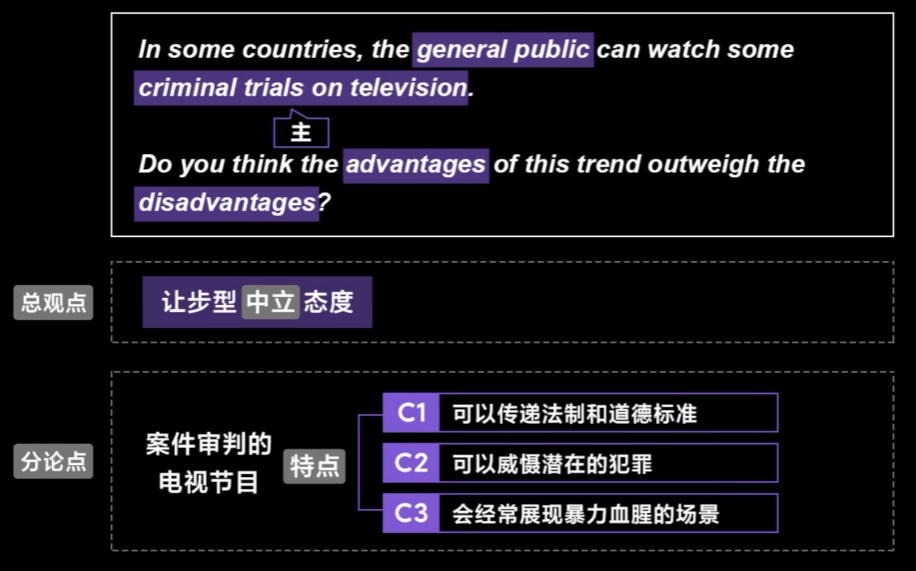 In some countries, the general public can watch some
criminal trials on television.
主
Do you think the advantages of this trend outweigh the
disadvantages?
总观点
让步型 中立 态度
分论点
案件审判的
电视节目
特点
C1 可以传递法制和道德标准
C2 可以威慑潜在的犯罪
C3 会经常展现暴力血腥的场景